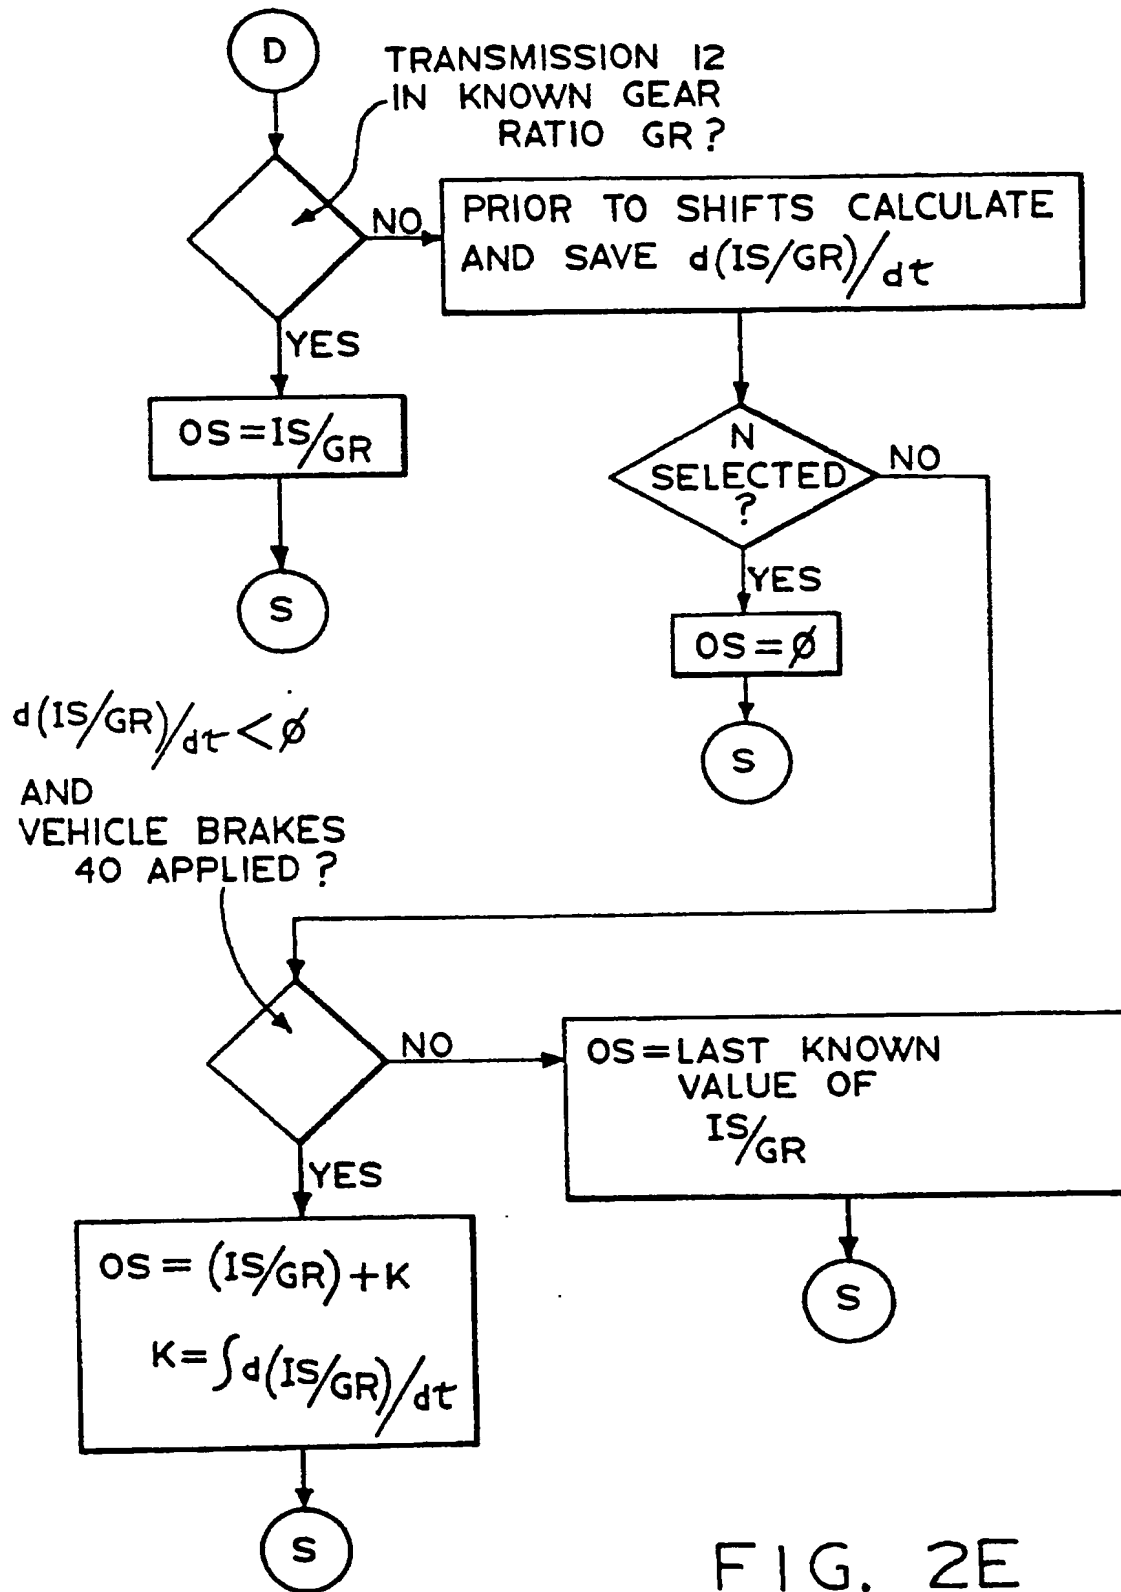 D
TRANSMISSION 12
IN KNOWN GEAR
RATIO GR?
NO
PRIOR TO SHIFTS CALCULATE
AND SAVE d(IS/GR)/dt
YES
OS=IS/GR
S
N
SELECTED
?
NO
YES
OS=∅
S
d(IS/GR)/dt<∅
AND
VEHICLE BRAKES
40 APPLIED?
NO
OS=LAST KNOWN
VALUE OF
IS/GR
S
YES
OS=(IS/GR)+K
K=∫d(IS/GR)/dt
S
FIG. 2E